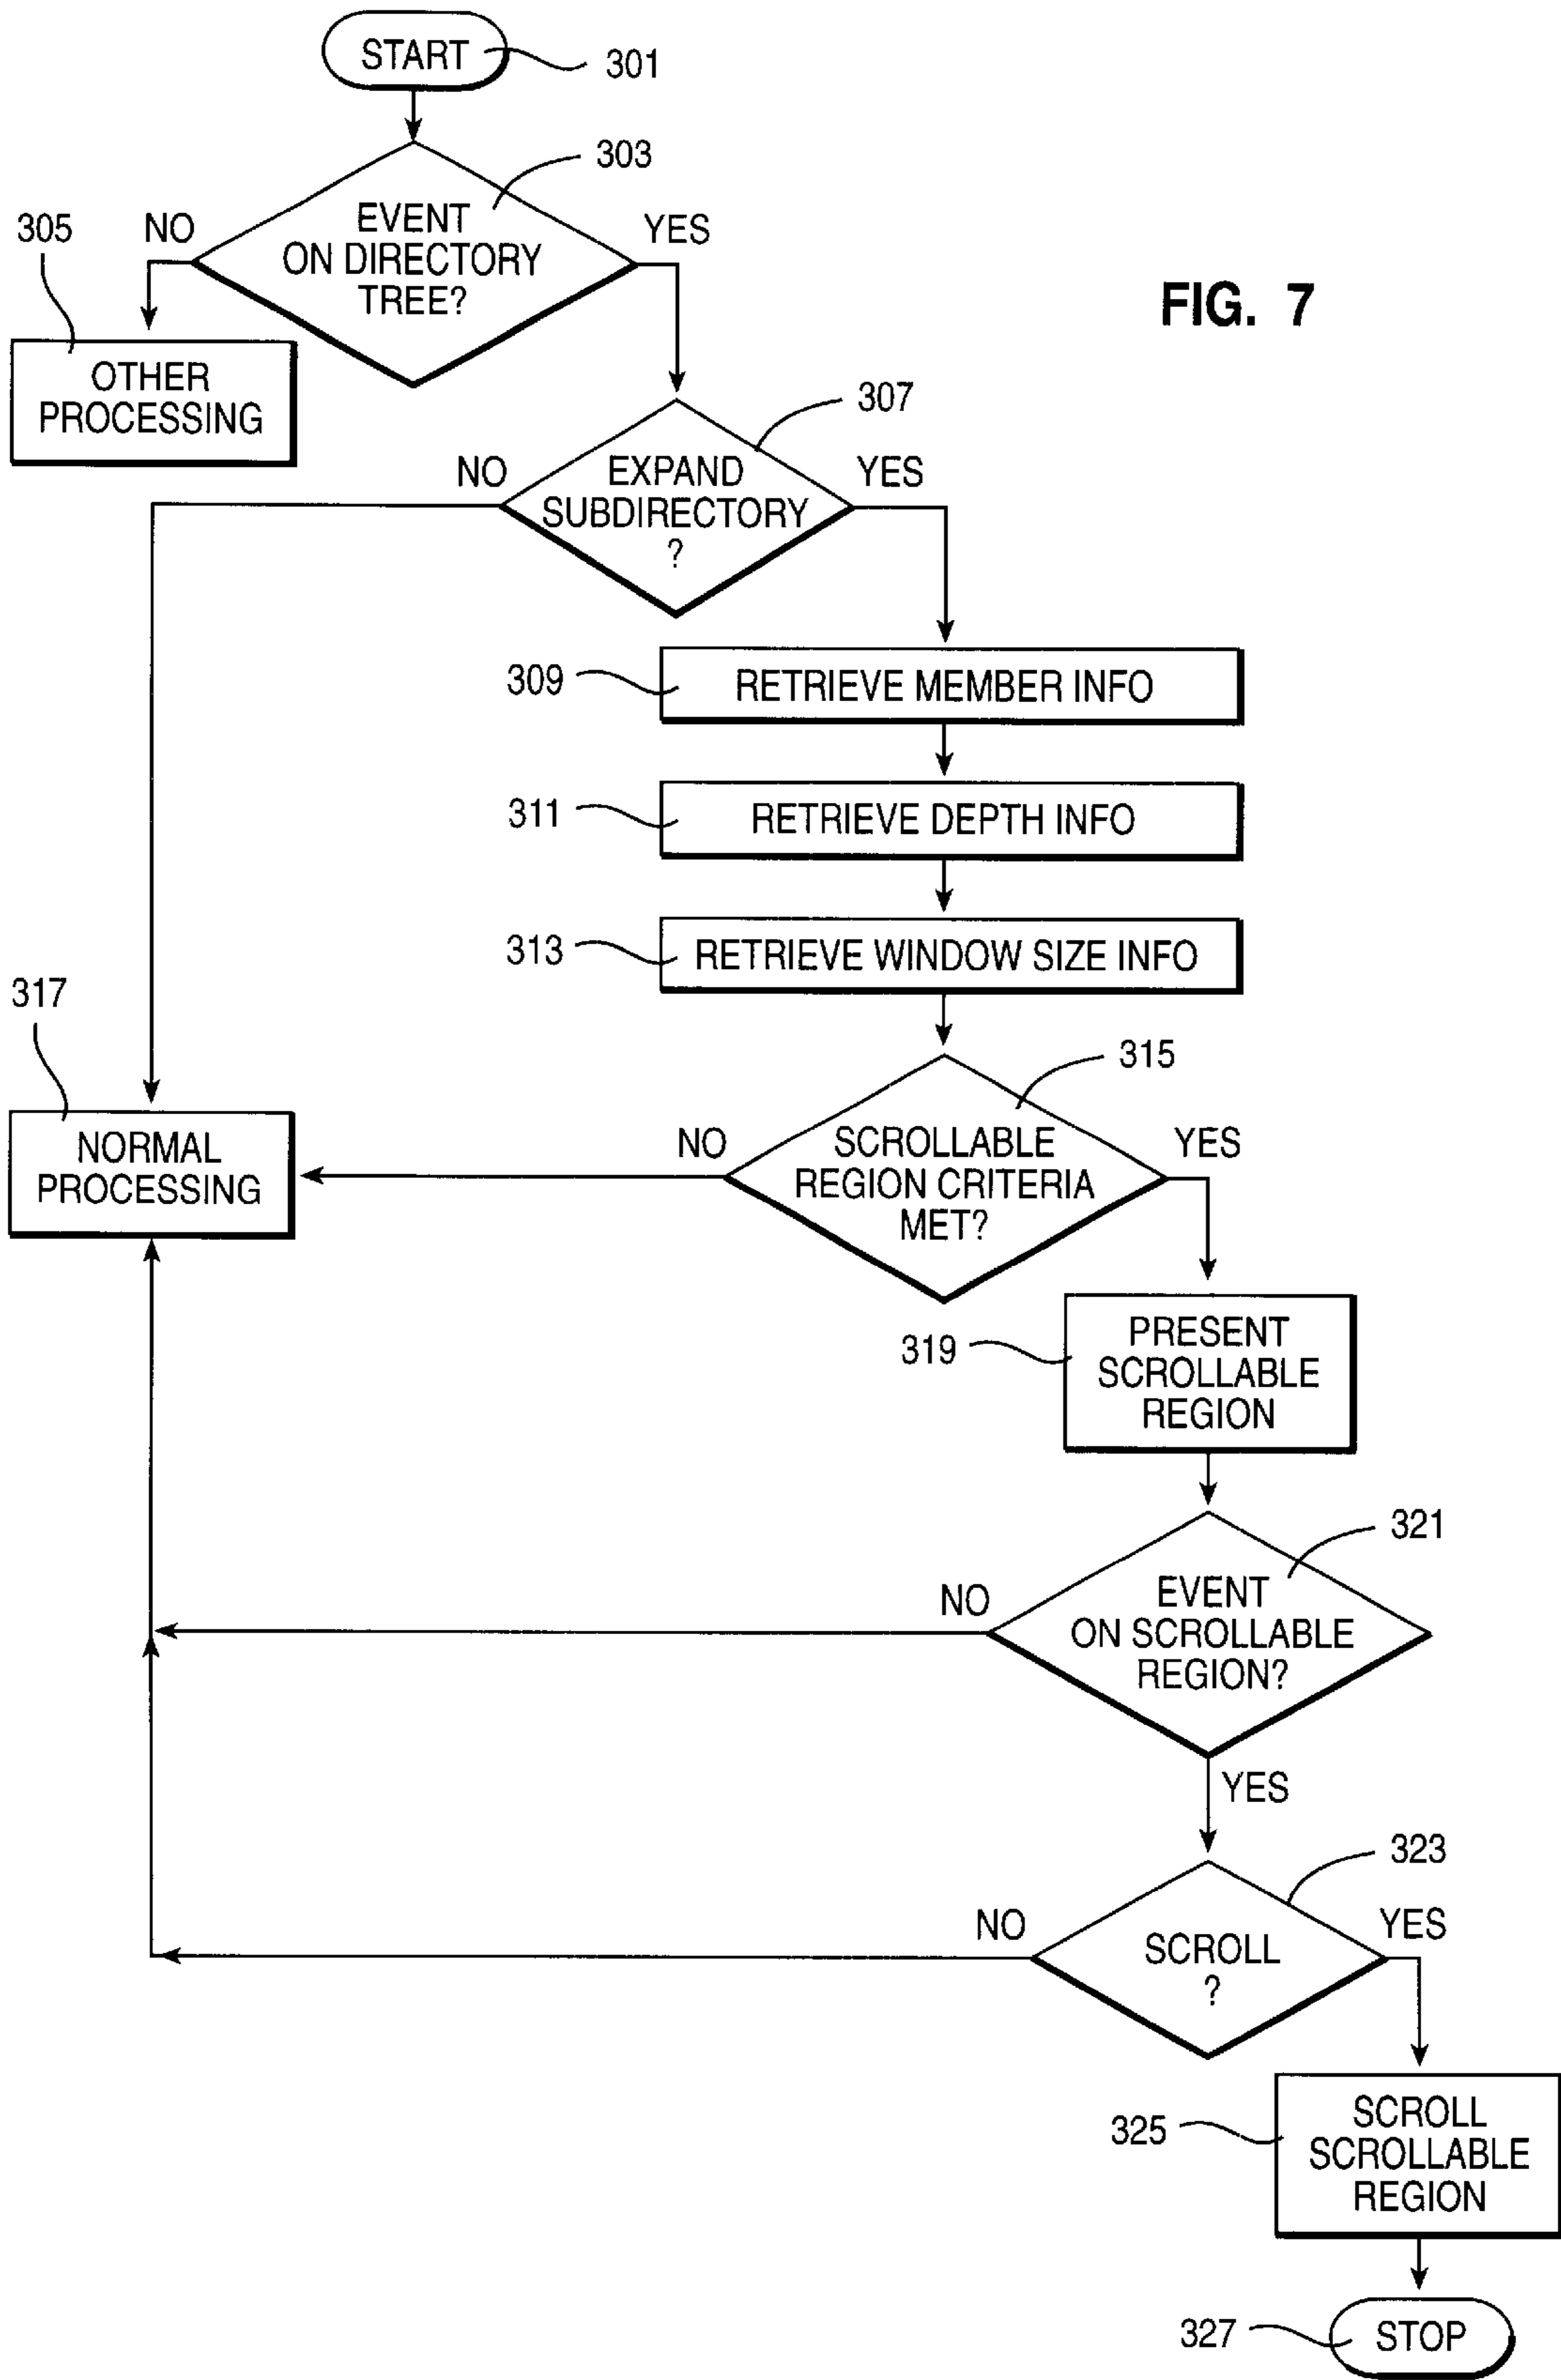 START
301
303
EVENT
ON DIRECTORY
TREE?
NO
YES
305
FIG. 7
OTHER
PROCESSING
307
EXPAND
SUBDIRECTORY
?
NO
YES
309
RETRIEVE MEMBER INFO
311
RETRIEVE DEPTH INFO
313
RETRIEVE WINDOW SIZE INFO
317
315
NORMAL
PROCESSING
NO
SCROLLABLE
REGION CRITERIA
MET?
YES
319
PRESENT
SCROLLABLE
REGION
321
EVENT
ON SCROLLABLE
REGION?
NO
YES
323
NO
SCROLL
?
YES
325
SCROLL
SCROLLABLE
REGION
327
STOP